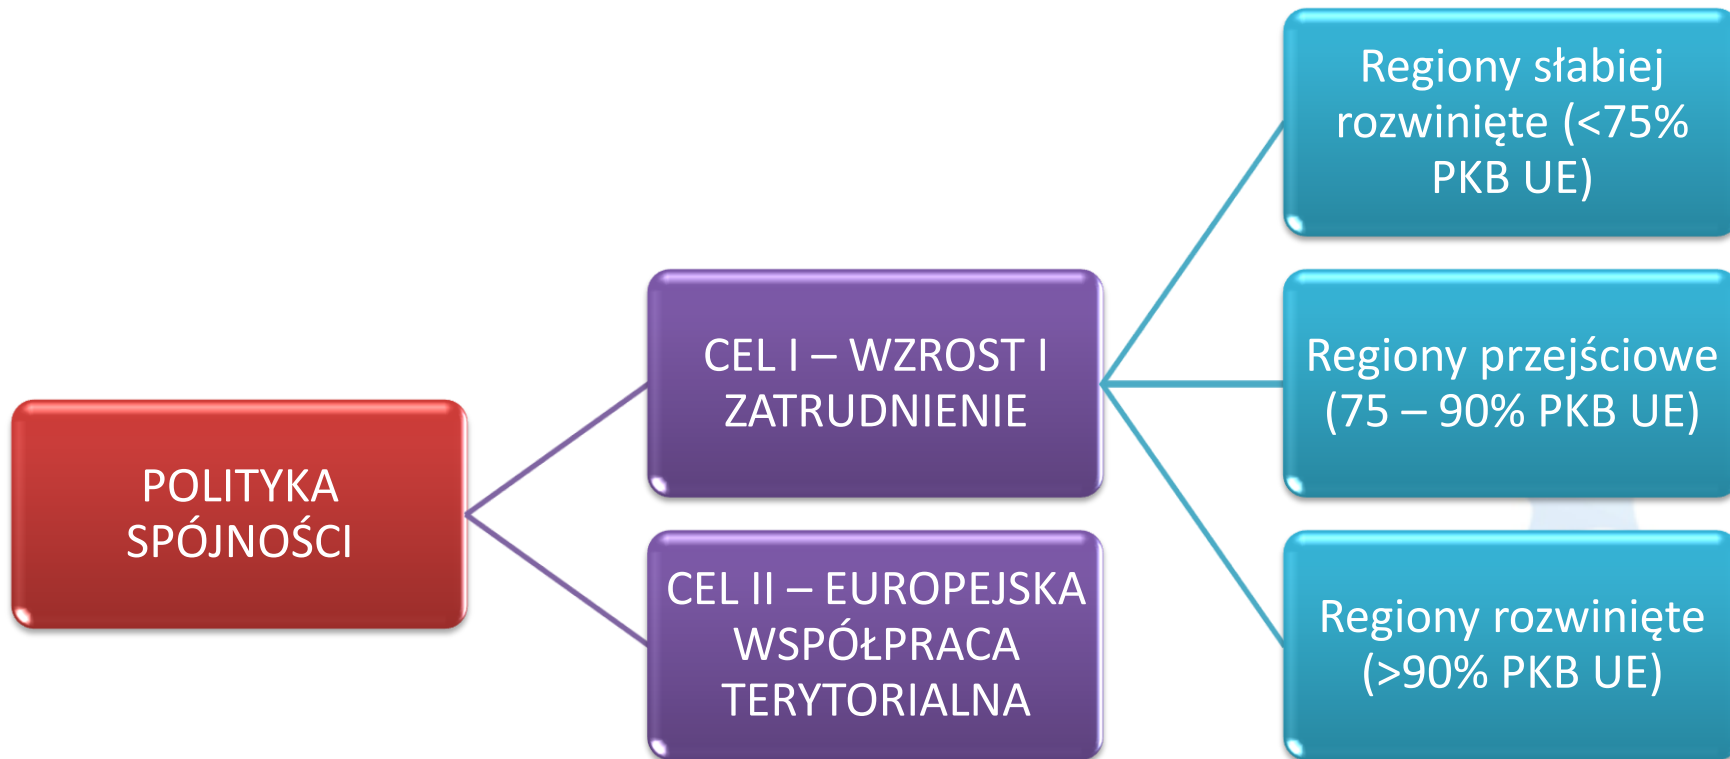 POLITYKA
SPÓJNOŚCI
CEL I – WZROST I
ZATRUDNIENIE
CEL II – EUROPEJSKA
WSPÓŁPRACA
TERYTORIALNA
Regiony słabiej
rozwinięte (<75%
PKB UE)
Regiony przejściowe
(75 – 90% PKB UE)
Regiony rozwinięte
(>90% PKB UE)